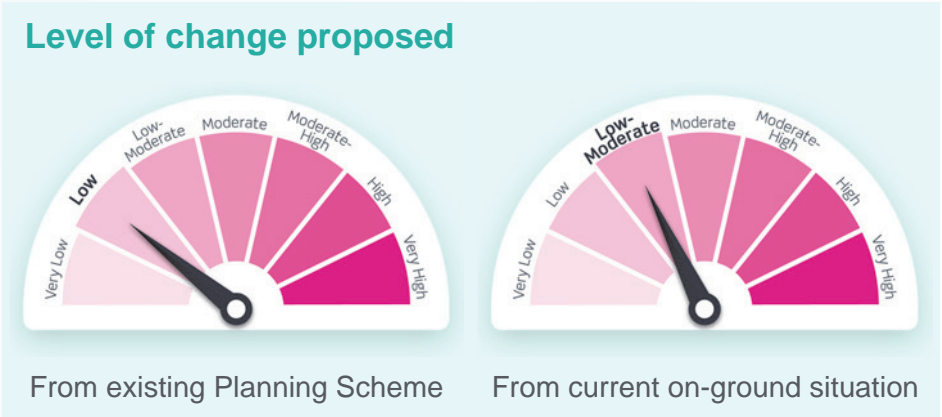 Level of change proposed
Very Low
Low
Low-
Moderate
Moderate
Moderate-
High
High
Very High
Very Low
Low
Low-
Moderate
Moderate
Moderate-
High
High
Very High
From existing Planning Scheme
From current on-ground situation